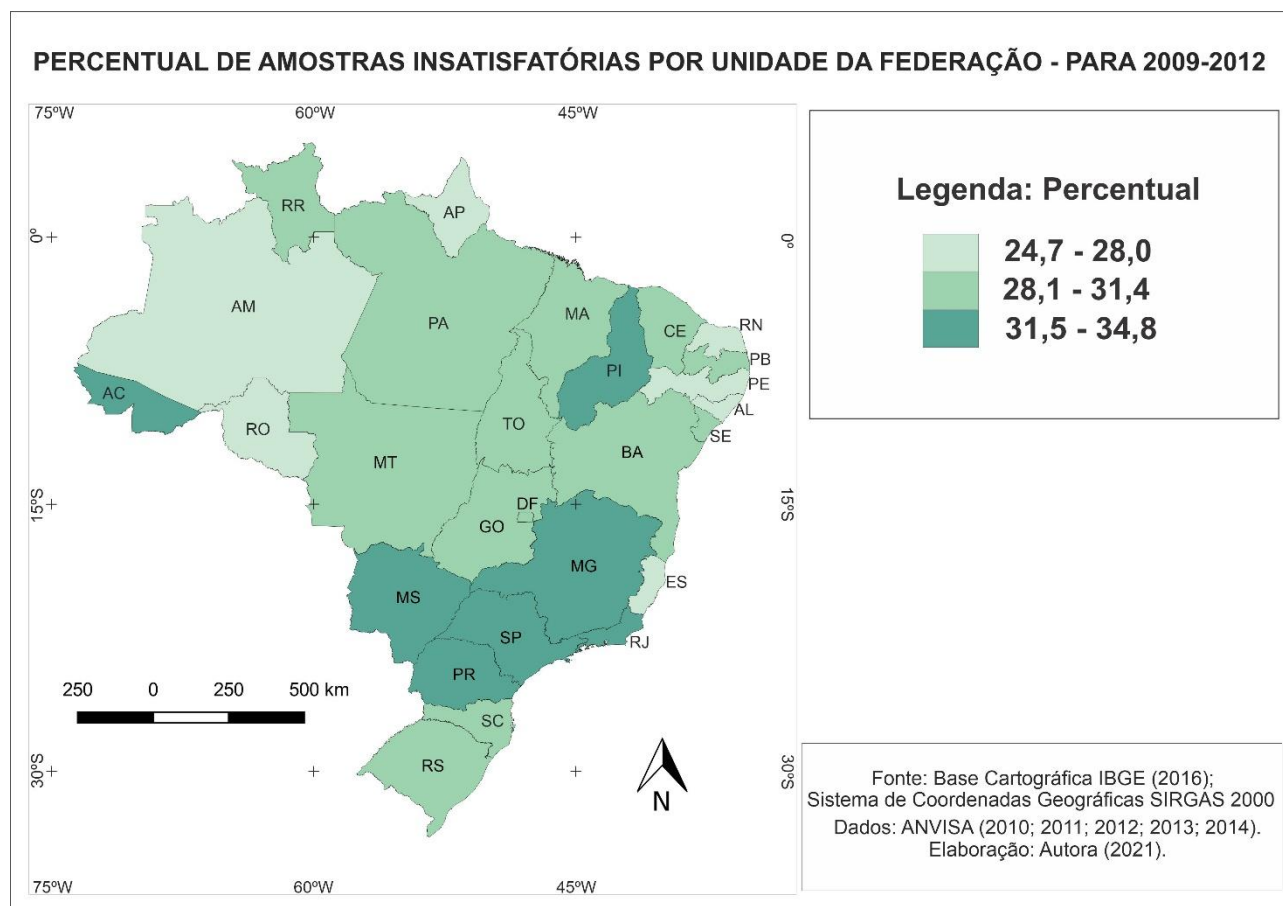 PERCENTUAL DE AMOSTRAS INSATISFATÓRIAS POR UNIDADE DA FEDERAÇÃO - PARA 2009-2012
75ºW 60ºW 45ºW
Legenda: Percentual
24,7 - 28,0
28,1 - 31,4
31,5 - 34,8
RR
AP
0º
0º
AM
PA
MA
CE
RN
PB
PI
PE
AC
AL
RO
TO
SE
MT
BA
DF
15ºS
15ºS
GO
MG
ES
MS
SP
RJ
PR
250 0 250 500 km
SC
RS
30ºS
30ºS
N
75ºW 60ºW 45ºW
Fonte: Base Cartográfica IBGE (2016);
Sistema de Coordenadas Geográficas SIRGAS 2000
Dados: ANVISA (2010; 2011; 2012; 2013; 2014).
Elaboração: Autora (2021).